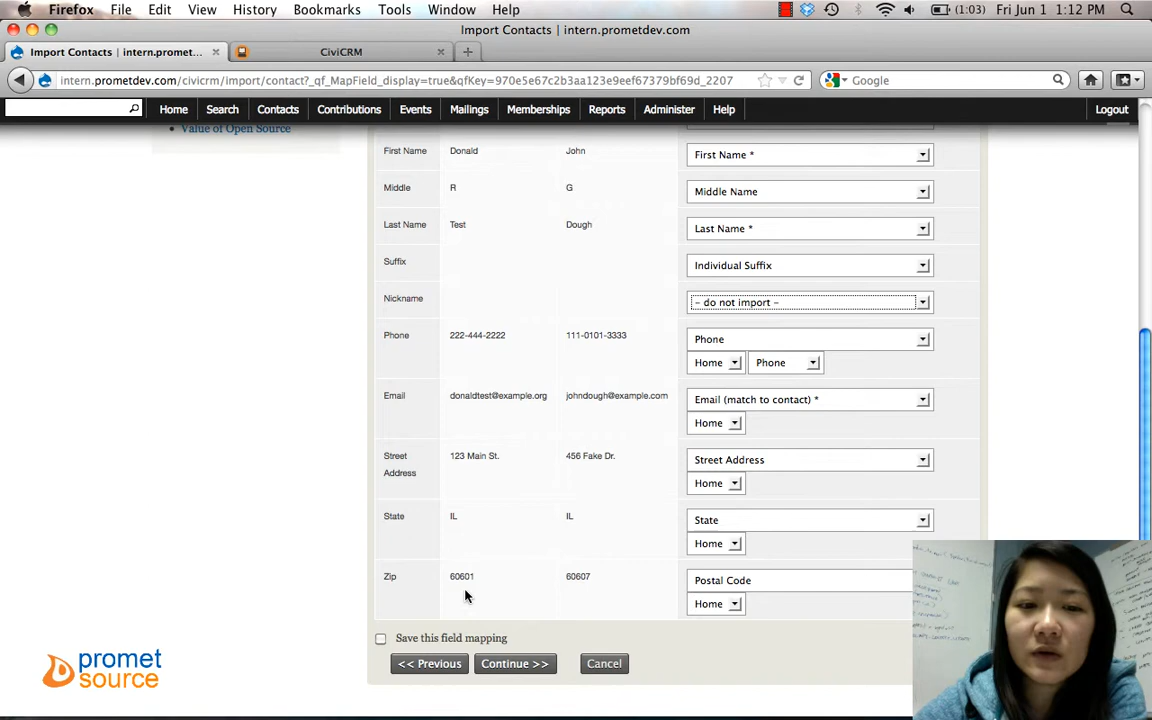 Firefox File Edit View History Bookmarks Tools Window Help (1:03) Fri Jun 1 1:12 PM
Import Contacts | intern.prometdev.com
Import Contacts | intern.promet... CiviCRM
intern.prometdev.com/civicrm/import/contact?_qf_MapField_display=true&qfKey=970e5e67c2b3aa123e9eef67379bf69d_2207 Google
Home Search Contacts Contributions Events Mailings Memberships Reports Administer Help Logout
Value of Open Source
First Name Donald John First Name *
Middle R G Middle Name
Last Name Test Dough Last Name *
Suffix Individual Suffix
Nickname - do not import -
Phone 222-444-2222 111-0101-3333 Phone
Home Phone
Email donaldtest@example.org johndough@example.com Email (match to contact) *
Home
Street Address 123 Main St. 456 Fake Dr. Street Address
Home
State IL IL State
Home
Zip 60601 60607 Postal Code
Home
Save this field mapping
<< Previous Continue >> Cancel
promet
source